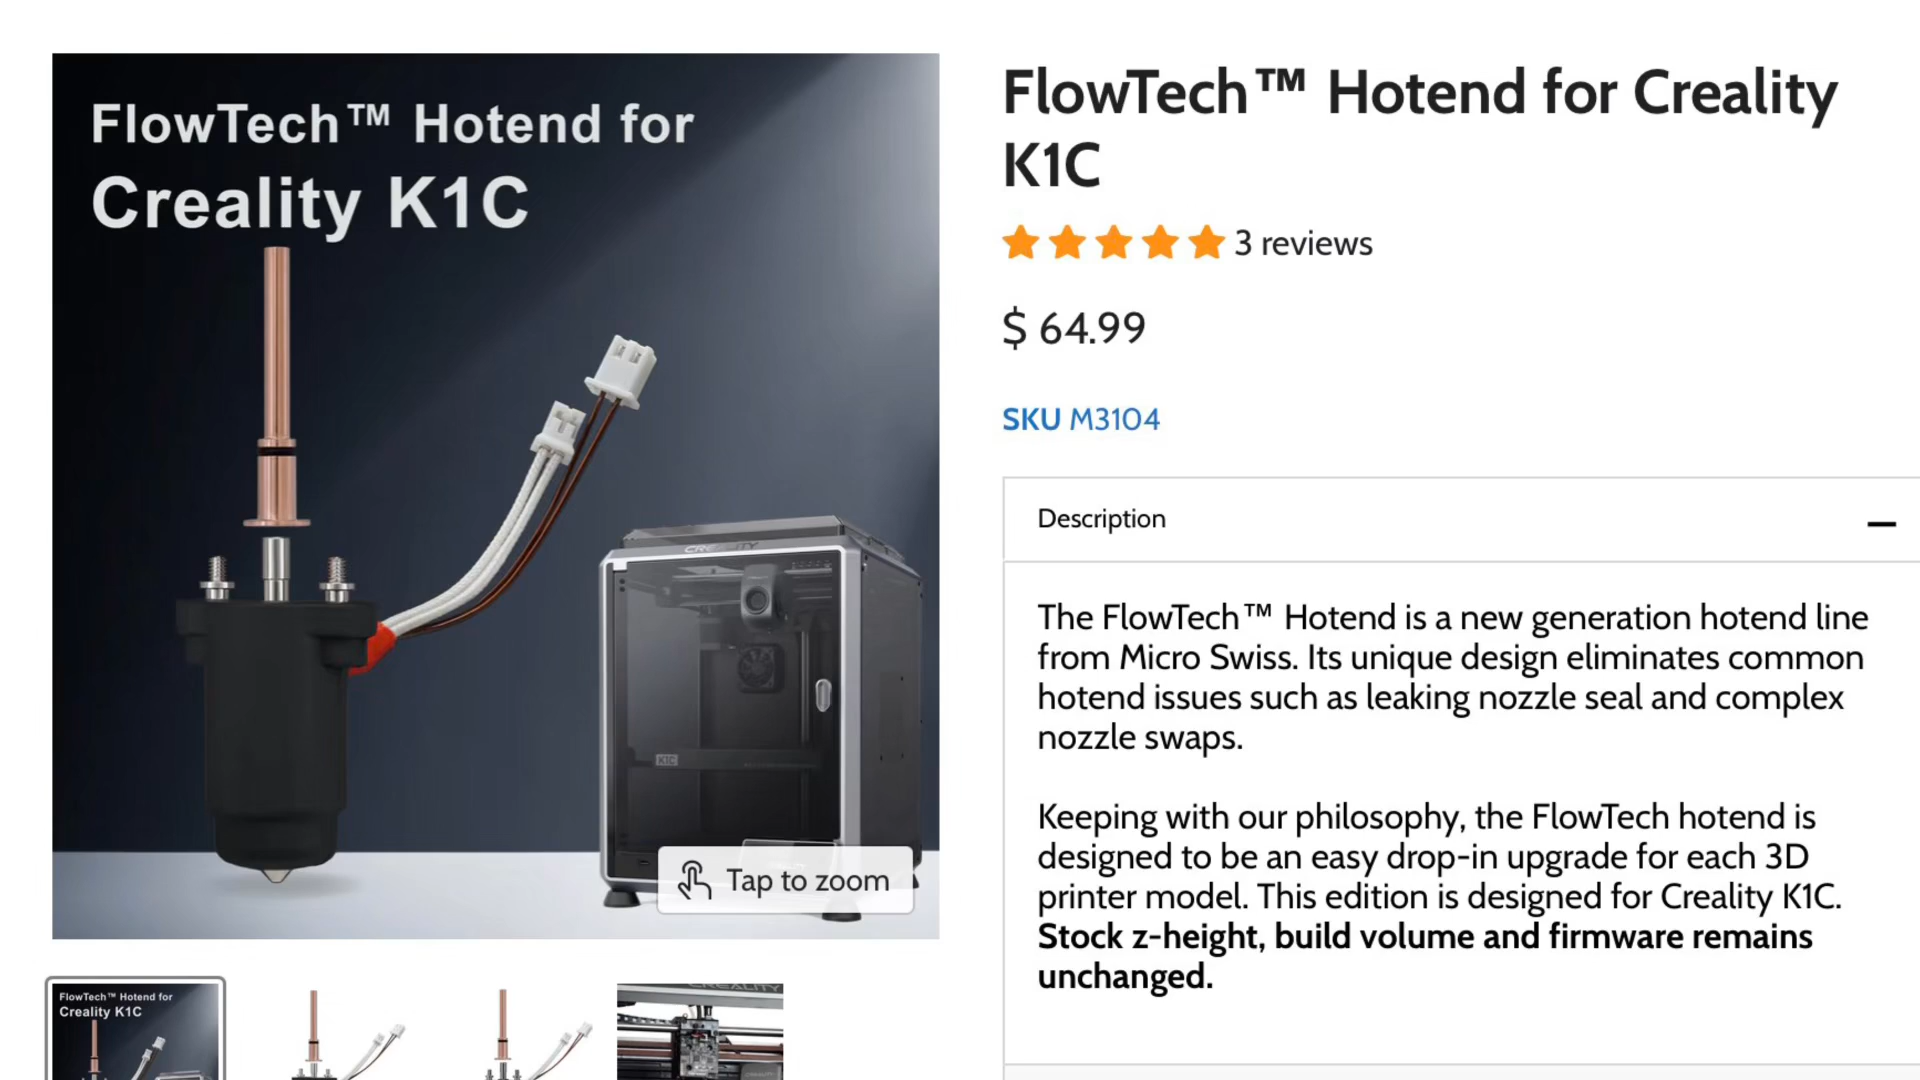 FlowTech™ Hotend for
Creality K1C
CREALITY
K1C
Tap to zoom
FlowTech™ Hotend for
Creality K1C
CREALITY
FlowTech™ Hotend for Creality
K1C
3 reviews
$ 64.99
SKU M3104
Description
The FlowTech™ Hotend is a new generation hotend line
from Micro Swiss. Its unique design eliminates common
hotend issues such as leaking nozzle seal and complex
nozzle swaps.
Keeping with our philosophy, the FlowTech hotend is
designed to be an easy drop-in upgrade for each 3D
printer model. This edition is designed for Creality K1C.
Stock z-height, build volume and firmware remains
unchanged.